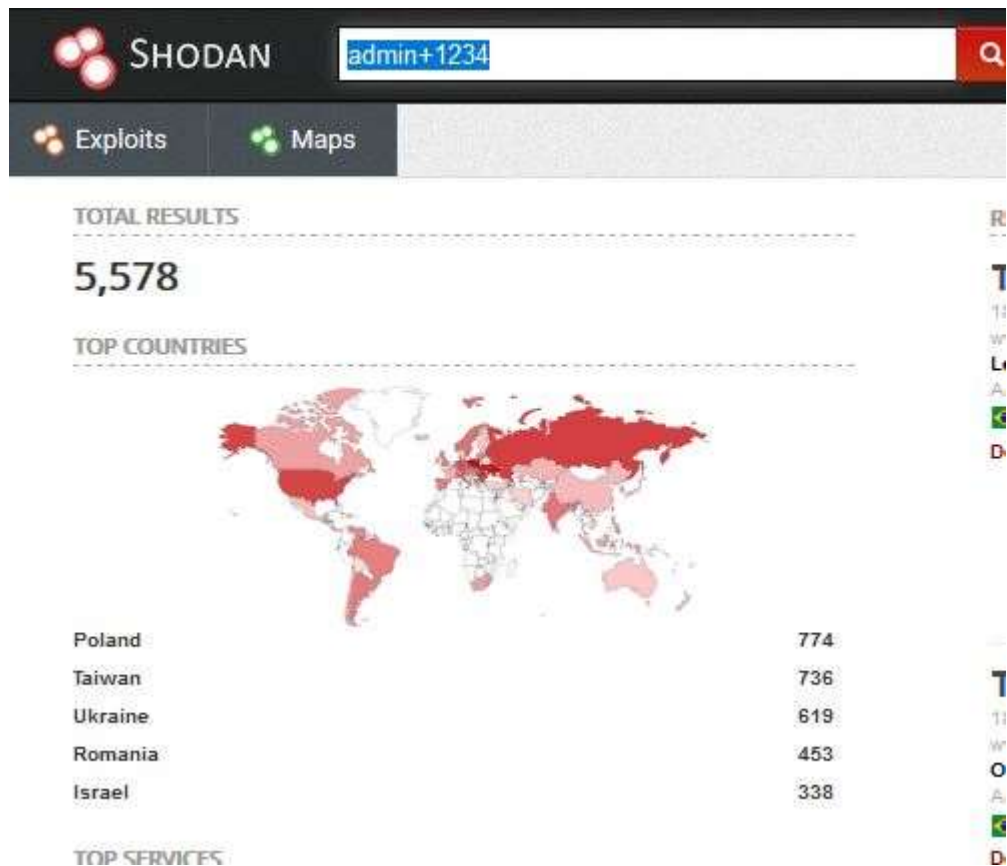 SHODAN
admin+1234
Exploits
Maps
TOTAL RESULTS
5,578
TOP COUNTRIES
Poland 774
Taiwan 736
Ukraine 619
Romania 453
Israel 338
TOP SERVICES